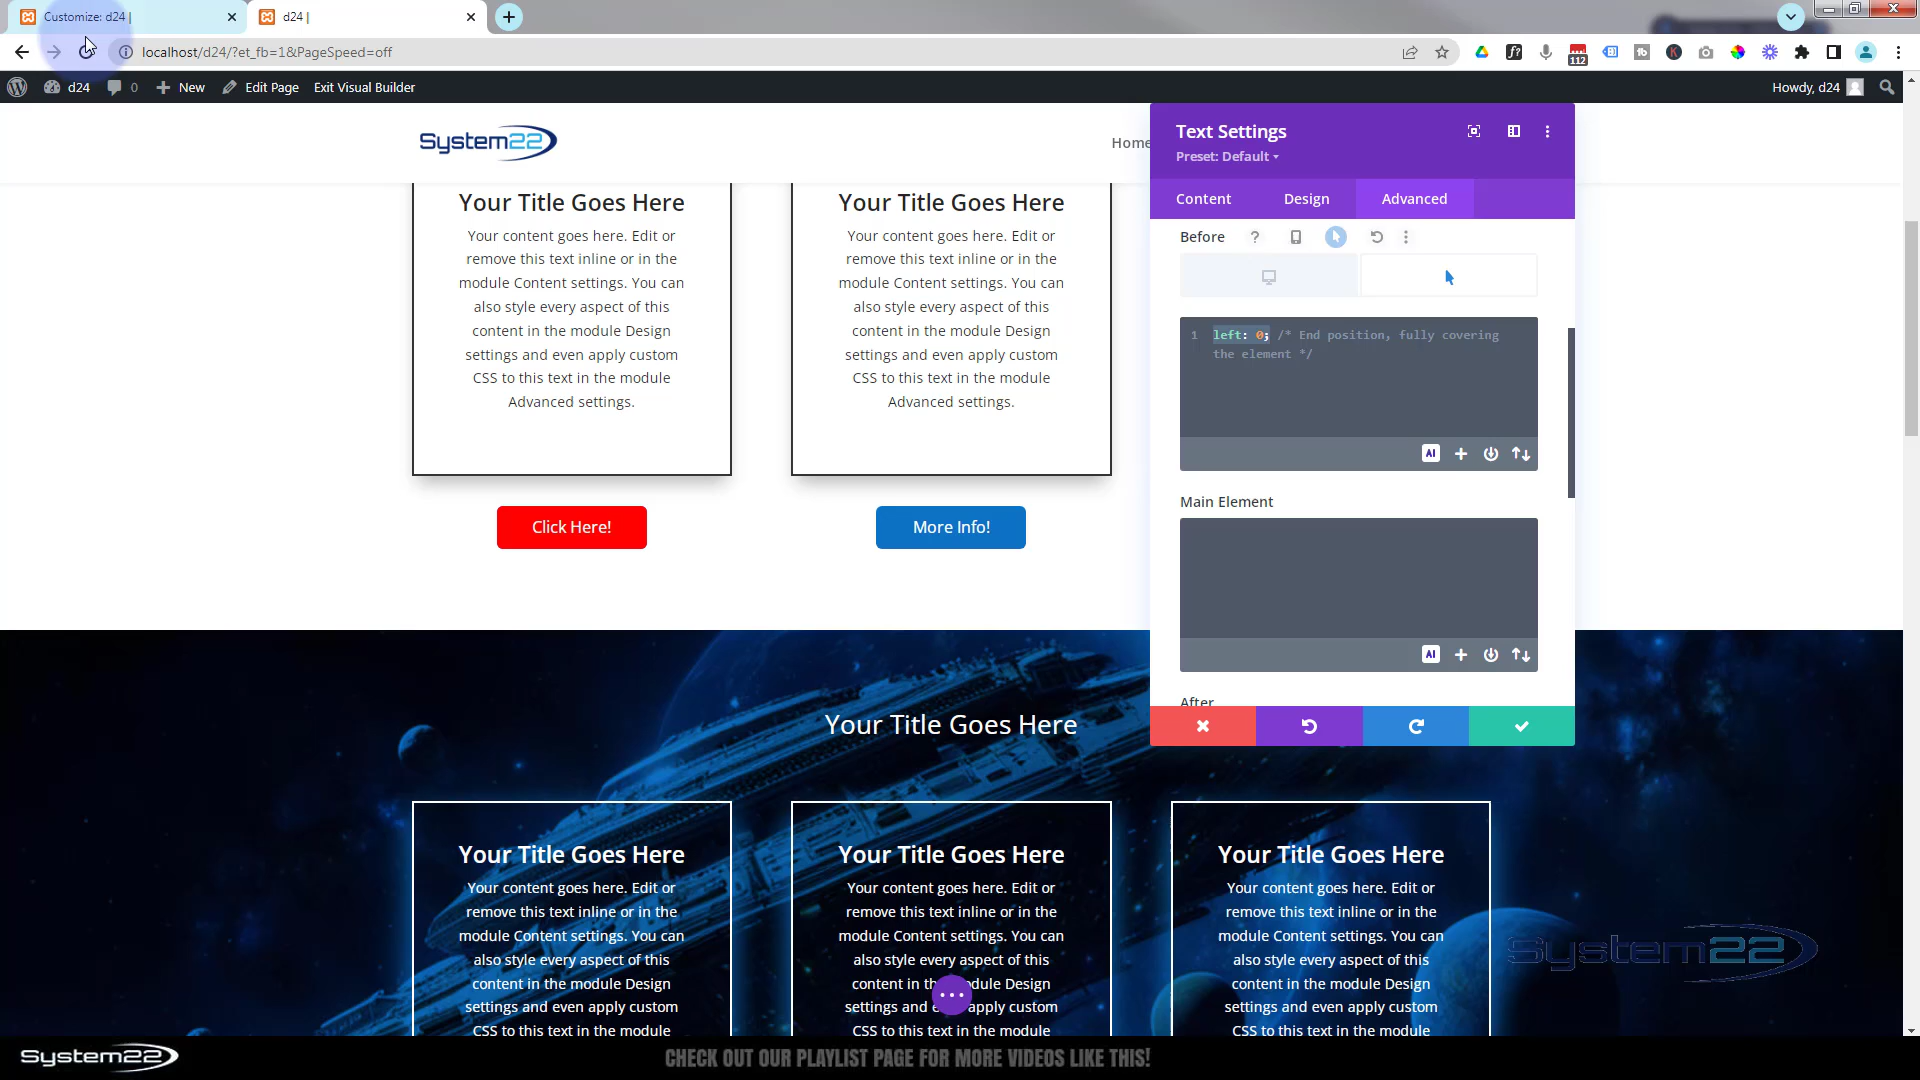 Customize: d24 |
d24 |
localhost/d24/?et_fb=1&PageSpeed=off
112
d24
0
New
Edit Page
Exit Visual Builder
Howdy, d24
System22
Home
Your Title Goes Here
Your content goes here. Edit or
remove this text inline or in the
module Content settings. You can
also style every aspect of this
content in the module Design
settings and even apply custom
CSS to this text in the module
Advanced settings.
Click Here!
Your Title Goes Here
Your content goes here. Edit or
remove this text inline or in the
module Content settings. You can
also style every aspect of this
content in the module Design
settings and even apply custom
CSS to this text in the module
Advanced settings.
More Info!
Text Settings
Preset: Default
Content
Design
Advanced
Before
?
1 left: 0; /* End position, fully covering
the element */
AI
Main Element
AI
After
Your Title Goes Here
Your Title Goes Here
Your content goes here. Edit or
remove this text inline or in the
module Content settings. You can
also style every aspect of this
content in the module Design
settings and even apply custom
CSS to this text in the module
Your Title Goes Here
Your content goes here. Edit or
remove this text inline or in the
module Content settings. You can
also style every aspect of this
content in the module Design
settings and even apply custom
CSS to this text in the module
Your Title Goes Here
Your content goes here. Edit or
remove this text inline or in the
module Content settings. You can
also style every aspect of this
content in the module Design
settings and even apply custom
CSS to this text in the module
System22
System22
CHECK OUT OUR PLAYLIST PAGE FOR MORE VIDEOS LIKE THIS!